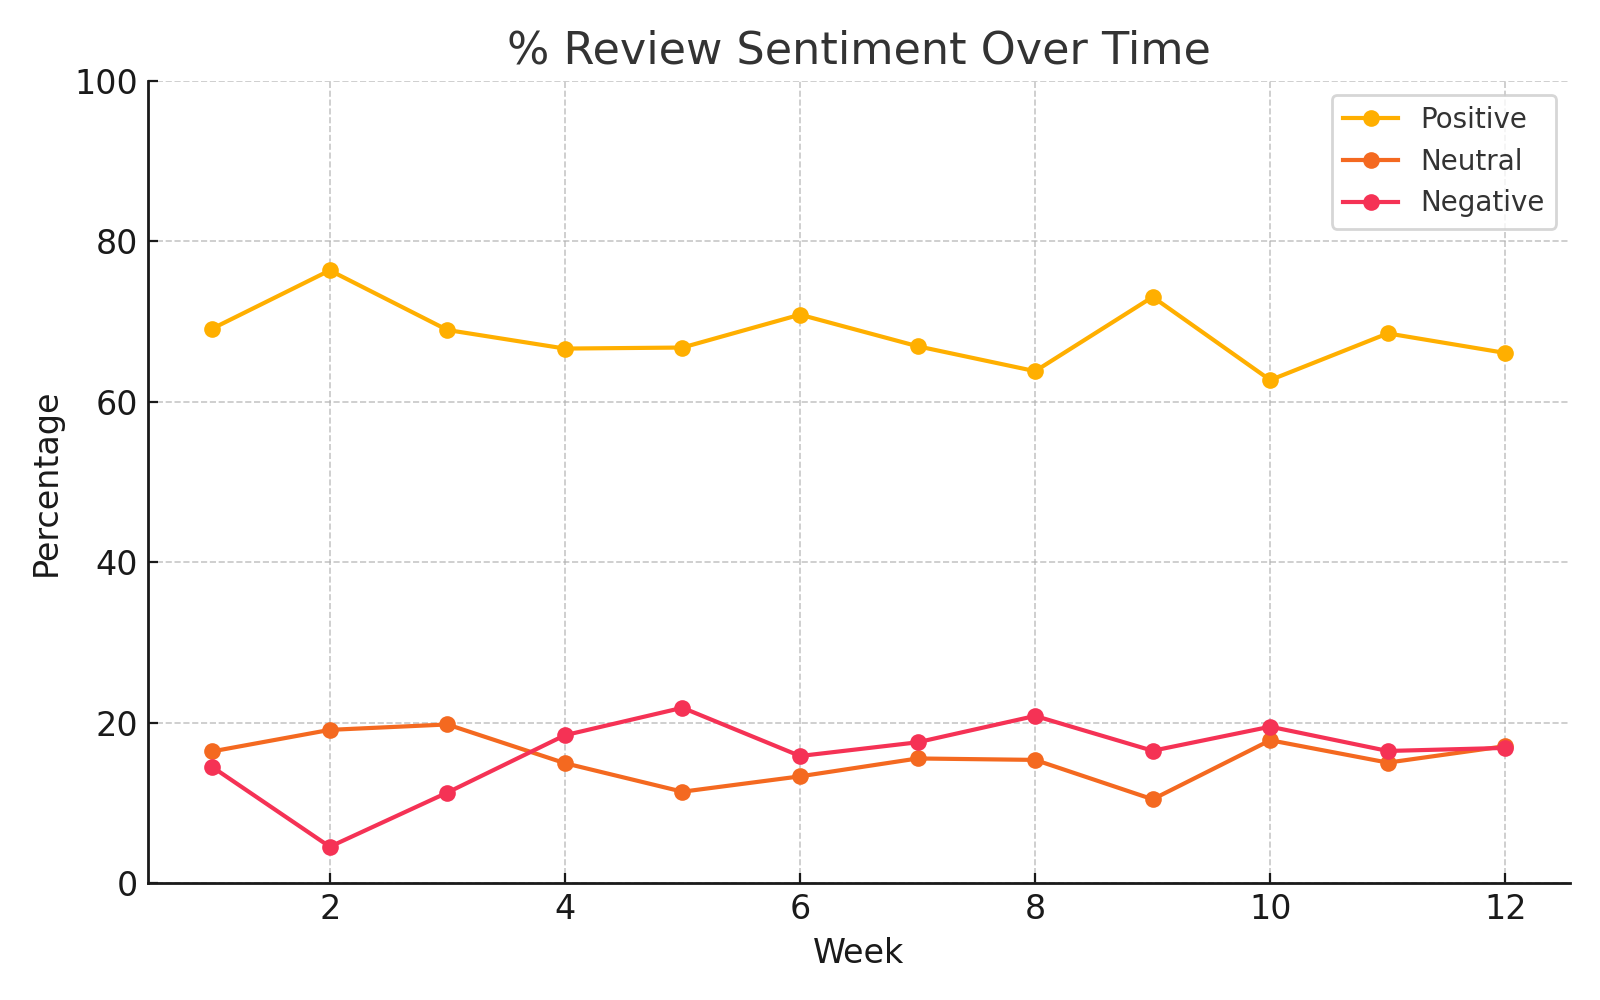 % Review Sentiment Over Time
100
80
60
40
20
0
Percentage
Positive
Neutral
Negative
2 4 6 8 10 12
Week